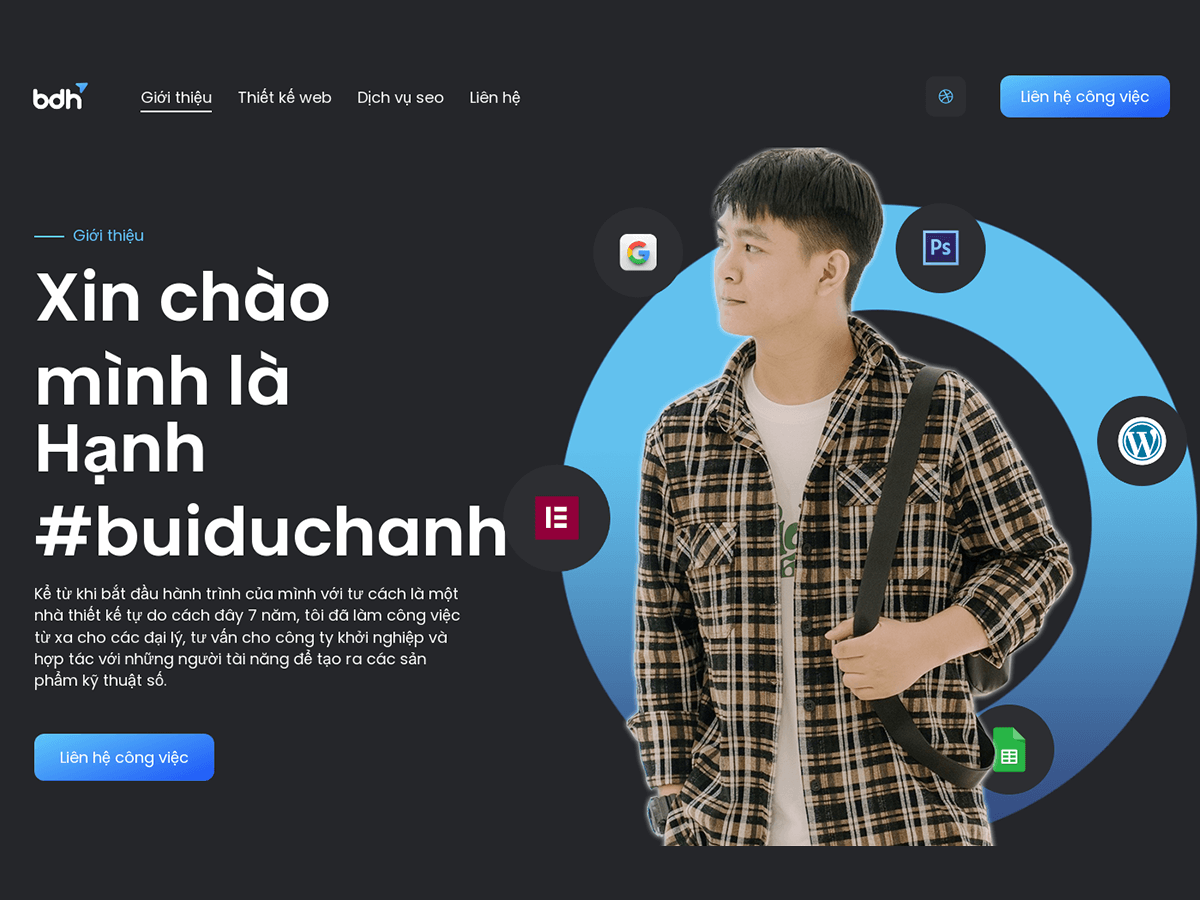 bdh
Giới thiệu
Thiết kế web
Dịch vụ seo
Liên hệ
Liên hệ công việc
Giới thiệu
Xin chào
mình là
Hạnh
#buiduchanh
Kể từ khi bắt đầu hành trình của mình với tư cách là một
nhà thiết kế tự do cách đây 7 năm, tôi đã làm công việc
từ xa cho các đại lý, tư vấn cho công ty khởi nghiệp và
hợp tác với những người tài năng để tạo ra các sản
phẩm kỹ thuật số.
Liên hệ công việc
G
Ps
W